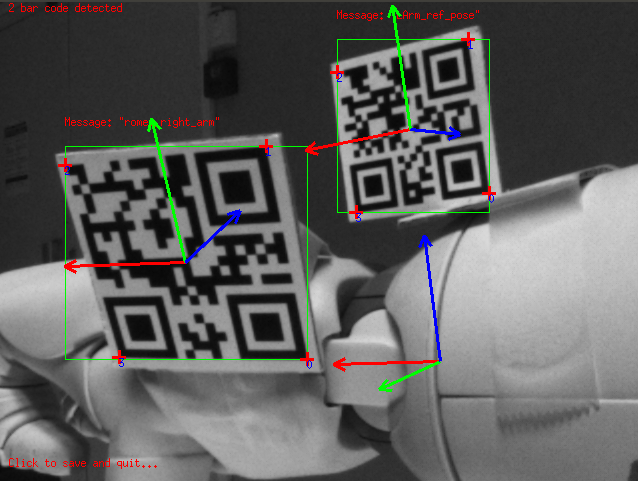 2 bar code detected
Message: "LArm_ref_pose"
1
2
Message: "romeo_right_arm"
1
2
0
3
3
0
Click to save and quit...